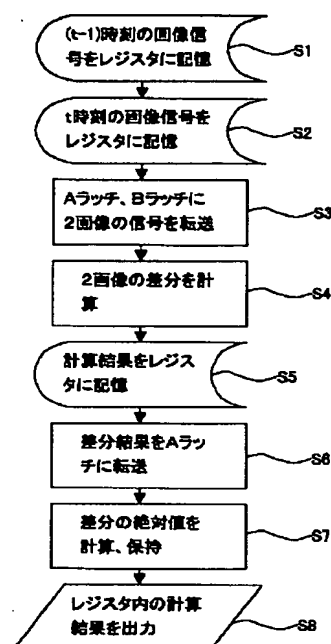 (t-1)時刻の画像信
号をレジスタに記憶
S1
t時刻の画像信号を
レジスタに記憶
S2
Aラッチ、Bラッチに
2画像の信号を転送
S3
2画像の差分を計
算
S4
計算結果をレジス
タに記憶
S5
差分結果をAラッ
チに転送
S6
差分の絶対値を
計算、保持
S7
レジスタ内の計算
結果を出力
S8